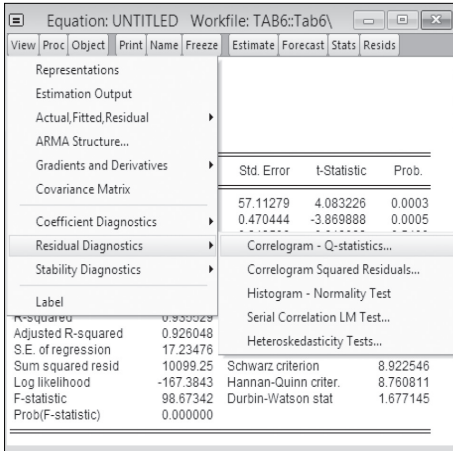 Equation: UNTITLED Workfile: TAB6::Tab6\
View Proc Object Print Name Freeze Estimate Forecast Stats Resids
Representations
Estimation Output
Actual,Fitted,Residual
ARMA Structure...
Gradients and Derivatives
Covariance Matrix
Coefficient Diagnostics
Residual Diagnostics
Stability Diagnostics
Label
Std. Error t-Statistic Prob.
57.11279 4.083226 0.0003
0.470444 -3.869888 0.0005
Correlogram - Q-statistics...
Correlogram Squared Residuals...
Histogram - Normality Test
Serial Correlation LM Test...
Heteroskedasticity Tests...
R-squared 0.935529
Adjusted R-squared 0.926048
S.E. of regression 17.23476
Sum squared resid 10099.25 Schwarz criterion 8.922546
Log likelihood -167.3843 Hannan-Quinn criter. 8.760811
F-statistic 98.67342 Durbin-Watson stat 1.677145
Prob(F-statistic) 0.000000